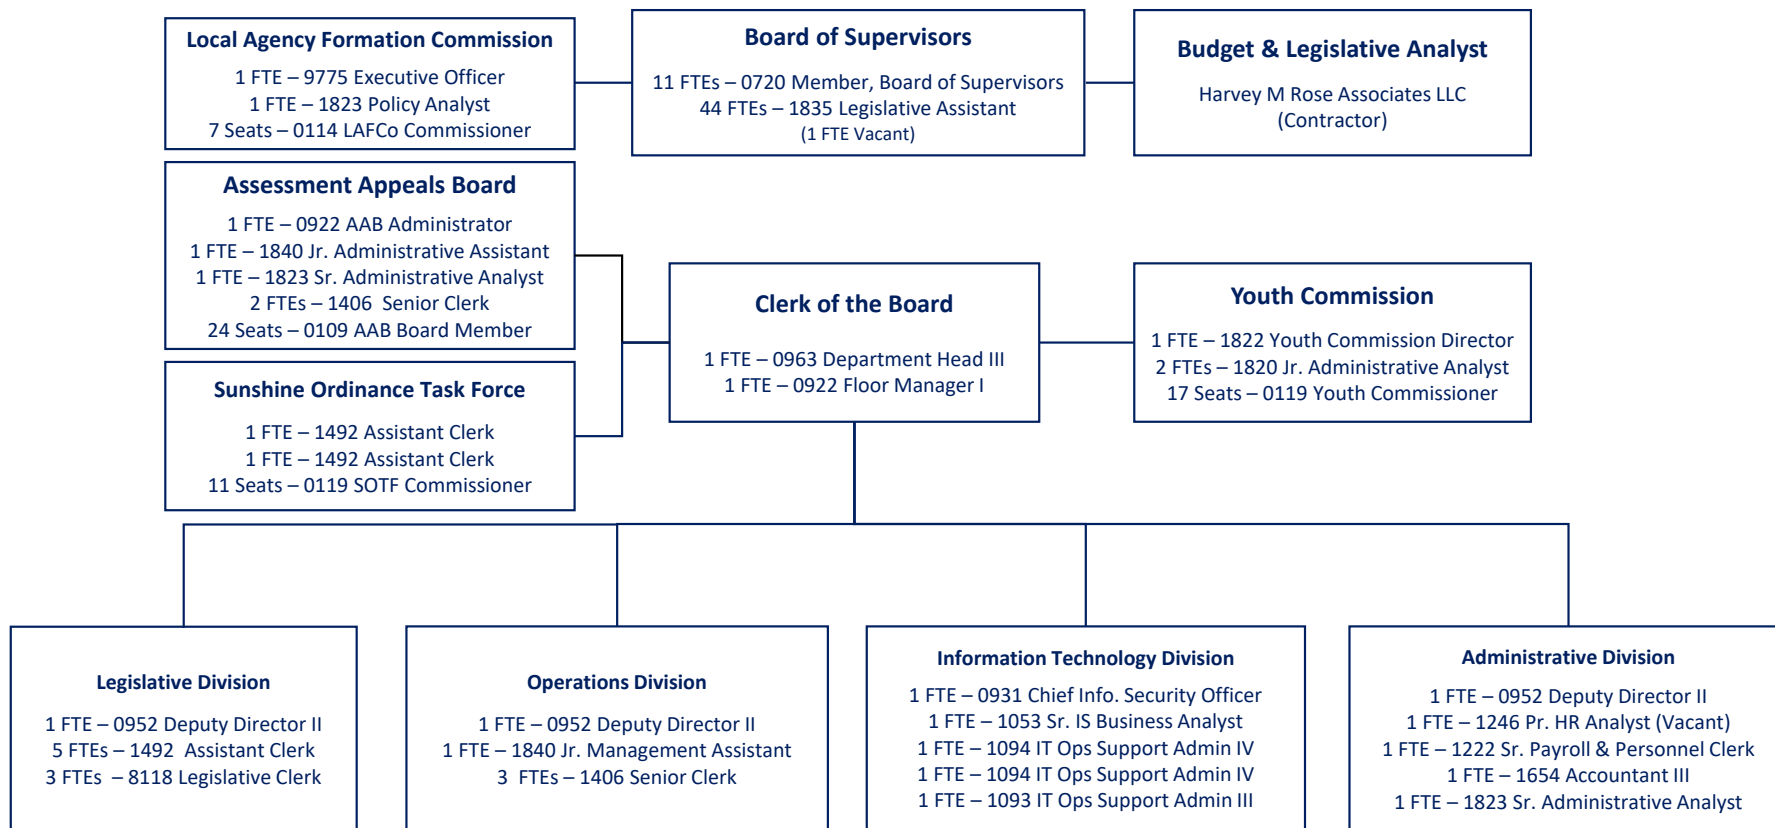 Local Agency Formation Commission
1 FTE – 9775 Executive Officer
1 FTE – 1823 Policy Analyst
7 Seats – 0114 LAFCo Commissioner
Board of Supervisors
11 FTEs – 0720 Member, Board of Supervisors
44 FTEs – 1835 Legislative Assistant
(1 FTE Vacant)
Budget & Legislative Analyst
Harvey M Rose Associates LLC
(Contractor)
Assessment Appeals Board
1 FTE – 0922 AAB Administrator
1 FTE – 1840 Jr. Administrative Assistant
1 FTE – 1823 Sr. Administrative Analyst
2 FTEs – 1406 Senior Clerk
24 Seats – 0109 AAB Board Member
Sunshine Ordinance Task Force
1 FTE – 1492 Assistant Clerk
1 FTE – 1492 Assistant Clerk
11 Seats – 0119 SOTF Commissioner
Clerk of the Board
1 FTE – 0963 Department Head III
1 FTE – 0922 Floor Manager I
Youth Commission
1 FTE – 1822 Youth Commission Director
2 FTEs – 1820 Jr. Administrative Analyst
17 Seats – 0119 Youth Commissioner
Legislative Division
1 FTE – 0952 Deputy Director II
5 FTEs – 1492 Assistant Clerk
3 FTEs – 8118 Legislative Clerk
Operations Division
1 FTE – 0952 Deputy Director II
1 FTE – 1840 Jr. Management Assistant
3 FTEs – 1406 Senior Clerk
Information Technology Division
1 FTE – 0931 Chief Info. Security Officer
1 FTE – 1053 Sr. IS Business Analyst
1 FTE – 1094 IT Ops Support Admin IV
1 FTE – 1094 IT Ops Support Admin IV
1 FTE – 1093 IT Ops Support Admin III
Administrative Division
1 FTE – 0952 Deputy Director II
1 FTE – 1246 Pr. HR Analyst (Vacant)
1 FTE – 1222 Sr. Payroll & Personnel Clerk
1 FTE – 1654 Accountant III
1 FTE – 1823 Sr. Administrative Analyst